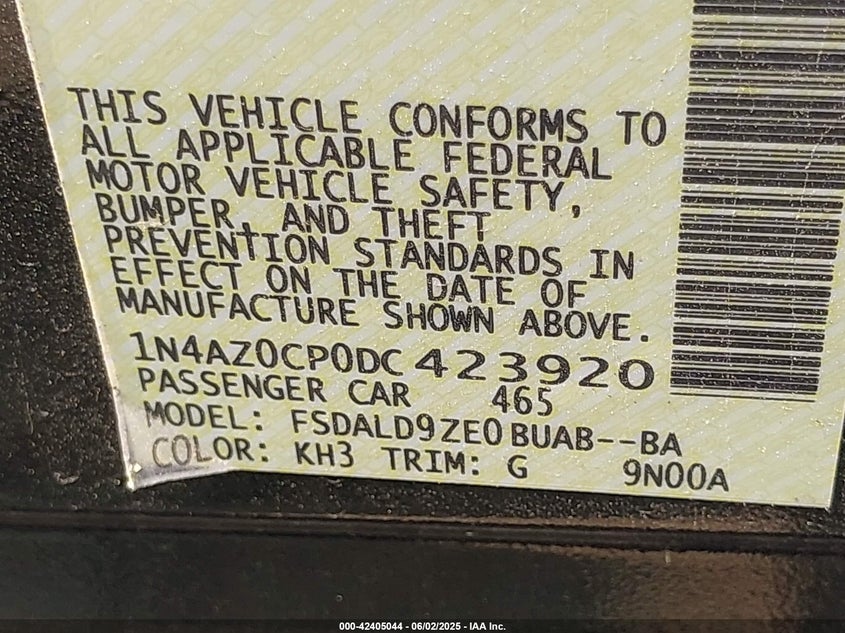 THIS VEHICLE CONFORMS TO
ALL APPLICABLE FEDERAL
MOTOR VEHICLE SAFETY,
BUMPER, AND THEFT
PREVENTION STANDARDS IN
EFFECT ON THE DATE OF
MANUFACTURE SHOWN ABOVE.
1N4AZ0CP0DC423920
PASSENGER CAR 465
MODEL: FSDALD9ZE0BUAB--BA
COLOR: KH3 TRIM: G 9N00A
000-42405044 - 06/02/2025 - IAA Inc.